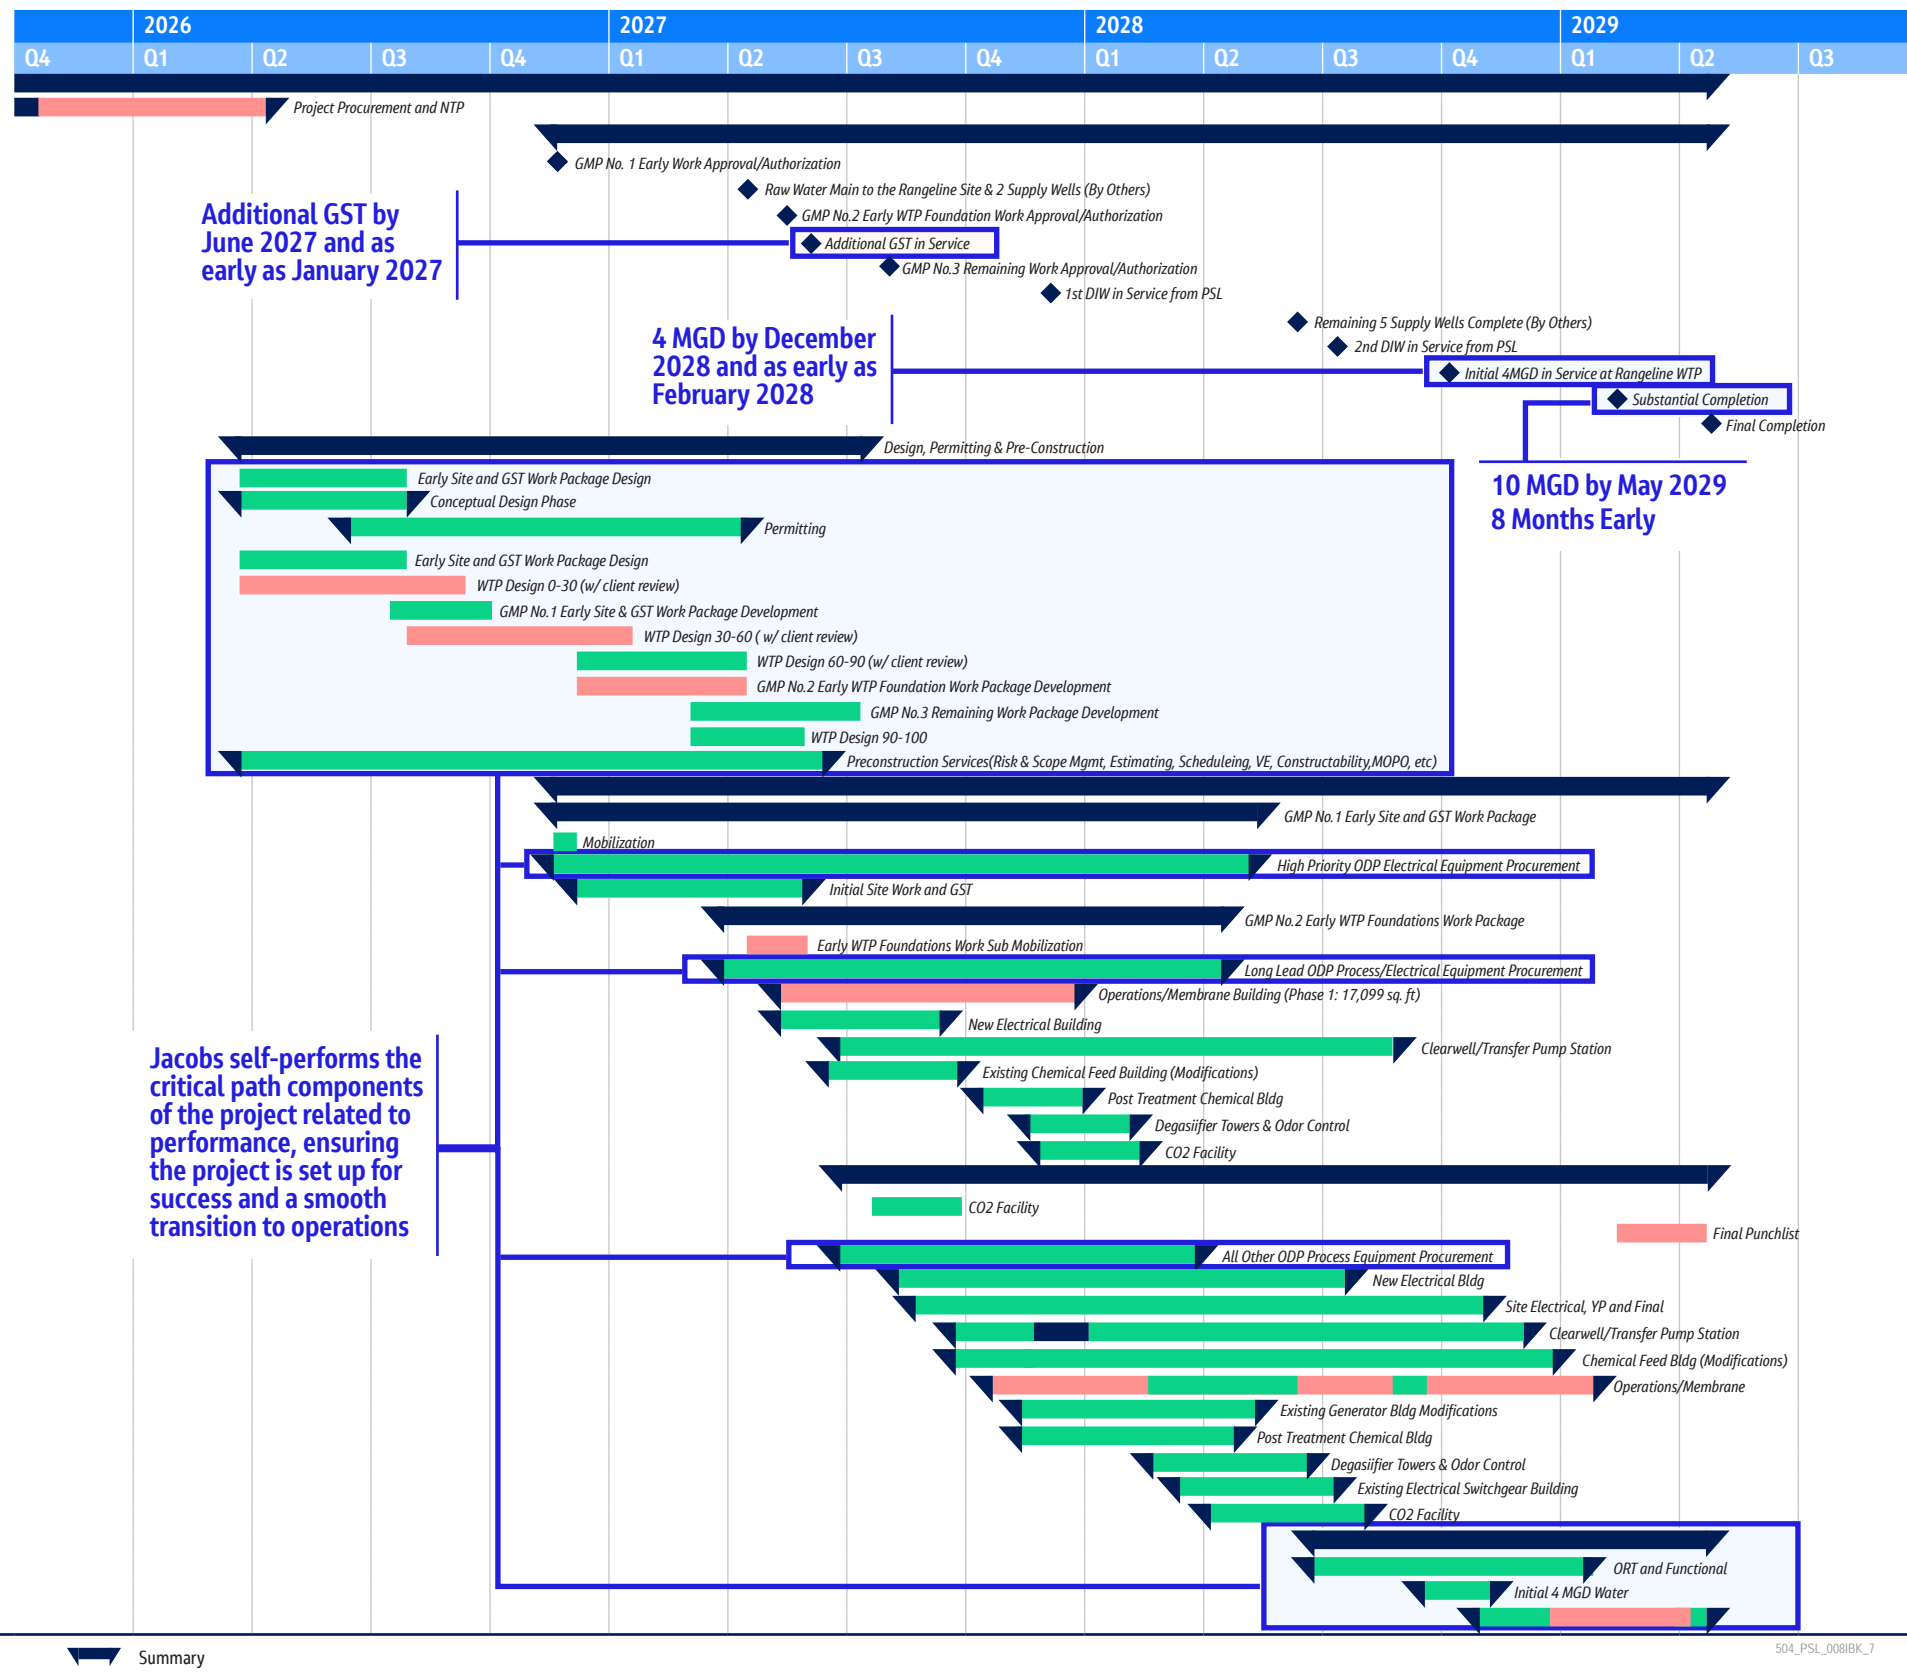 2026 2027 2028 2029
Q4 Q1 Q2 Q3 Q4 Q1 Q2 Q3 Q4 Q1 Q2 Q3 Q4 Q1 Q2 Q3
Project Procurement and NTP
GMP No. 1 Early Work Approval/Authorization
Raw Water Main to the Rangeline Site & 2 Supply Wells (By Others)
GMP No.2 Early WTP Foundation Work Approval/Authorization
Additional GST by
June 2027 and as
early as January 2027
Additional GST in Service
GMP No.3 Remaining Work Approval/Authorization
1st DIW in Service from PSL
Remaining 5 Supply Wells Complete (By Others)
2nd DIW in Service from PSL
4 MGD by December
2028 and as early as
February 2028
Initial 4MGD in Service at Rangeline WTP
Substantial Completion
Final Completion
10 MGD by May 2029
8 Months Early
Design, Permitting & Pre-Construction
Early Site and GST Work Package Design
Conceptual Design Phase
Permitting
Early Site and GST Work Package Design
WTP Design 0-30 (w/ client review)
GMP No.1 Early Site & GST Work Package Development
WTP Design 30-60 ( w/ client review)
WTP Design 60-90 (w/ client review)
GMP No.2 Early WTP Foundation Work Package Development
GMP No.3 Remaining Work Package Development
WTP Design 90-100
Preconstruction Services(Risk & Scope Mgmt, Estimating, Scheduleing, VE, Constructability,MOPO, etc)
GMP No.1 Early Site and GST Work Package
Mobilization
High Priority ODP Electrical Equipment Procurement
Initial Site Work and GST
GMP No.2 Early WTP Foundations Work Package
Early WTP Foundations Work Sub Mobilization
Long Lead ODP Process/Electrical Equipment Procurement
Operations/Membrane Building (Phase 1: 17,099 sq. ft)
New Electrical Building
Clearwell/Transfer Pump Station
Existing Chemical Feed Building (Modifications)
Post Treatment Chemical Bldg
Degasiifier Towers & Odor Control
CO2 Facility
Jacobs self-performs the
critical path components
of the project related to
performance, ensuring
the project is set up for
success and a smooth
transition to operations
CO2 Facility
Final Punchlist
All Other ODP Process Equipment Procurement
New Electrical Bldg
Site Electrical, YP and Final
Clearwell/Transfer Pump Station
Chemical Feed Bldg (Modifications)
Operations/Membrane
Existing Generator Bldg Modifications
Post Treatment Chemical Bldg
Degasiifier Towers & Odor Control
Existing Electrical Switchgear Building
CO2 Facility
ORT and Functional
Initial 4 MGD Water
Summary
504_PSL_008IBK_7